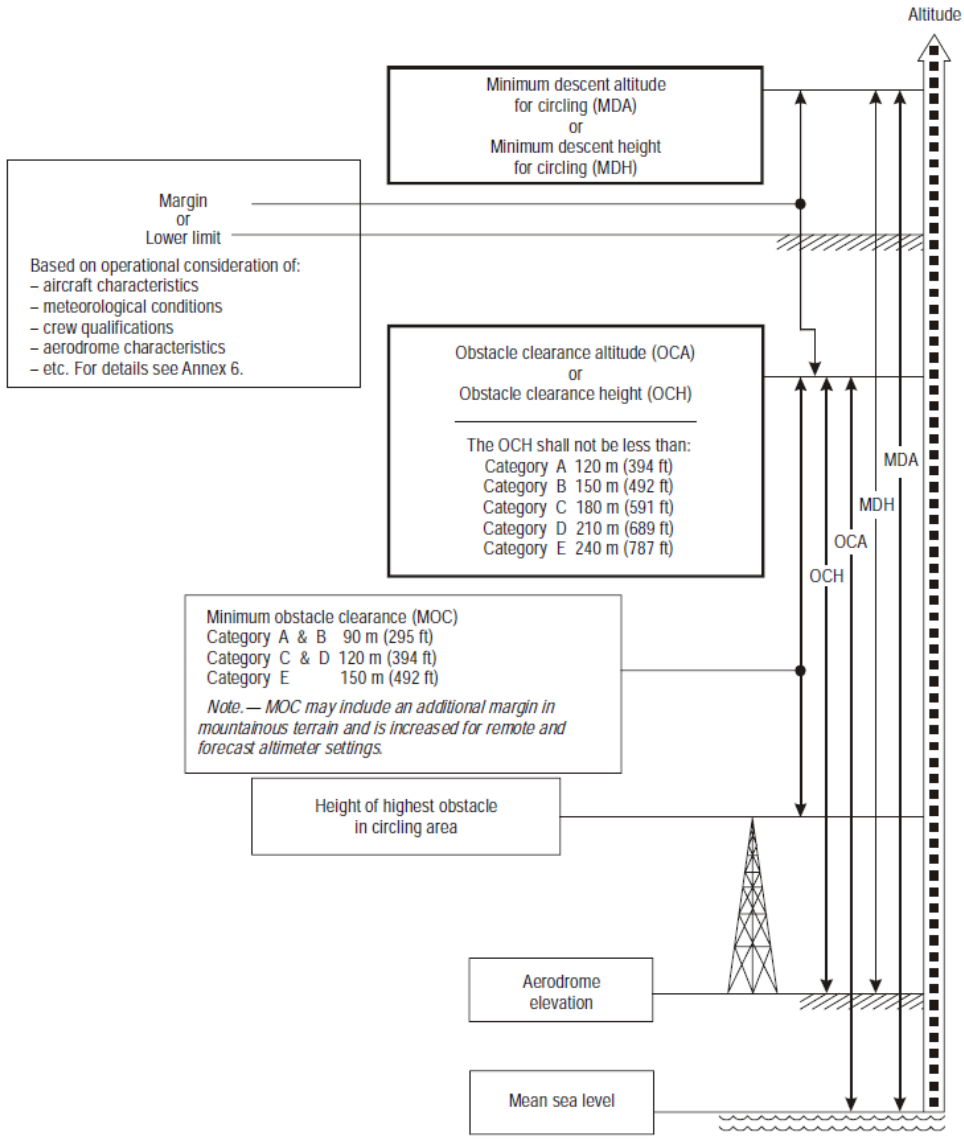 Altitude
Minimum descent altitude
for circling (MDA)
or
Minimum descent height
for circling (MDH)
Margin
or
Lower limit
Based on operational consideration of:
– aircraft characteristics
– meteorological conditions
– crew qualifications
– aerodrome characteristics
– etc. For details see Annex 6.
Obstacle clearance altitude (OCA)
or
Obstacle clearance height (OCH)
The OCH shall not be less than:
Category A 120 m (394 ft)
Category B 150 m (492 ft)
Category C 180 m (591 ft)
Category D 210 m (689 ft)
Category E 240 m (787 ft)
MDA
MDH
OCA
OCH
Minimum obstacle clearance (MOC)
Category A & B 90 m (295 ft)
Category C & D 120 m (394 ft)
Category E 150 m (492 ft)
Note. — MOC may include an additional margin in
mountainous terrain and is increased for remote and
forecast altimeter settings.
Height of highest obstacle
in circling area
Aerodrome
elevation
Mean sea level